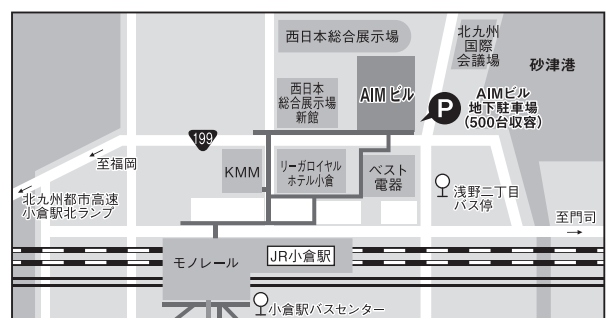 西日本総合展示場
北九州
国際
会議場
砂津港
西日本
総合展示場
新館
AIMビル
P
AIMビル
地下駐車場
(500台収容)
199
至福岡
KMM
リーガロイヤル
ホテル小倉
ベスト
電器
北九州都市高速
小倉駅北ランプ
浅野二丁目
バス停
至門司
モノレール
JR小倉駅
小倉駅バスセンター